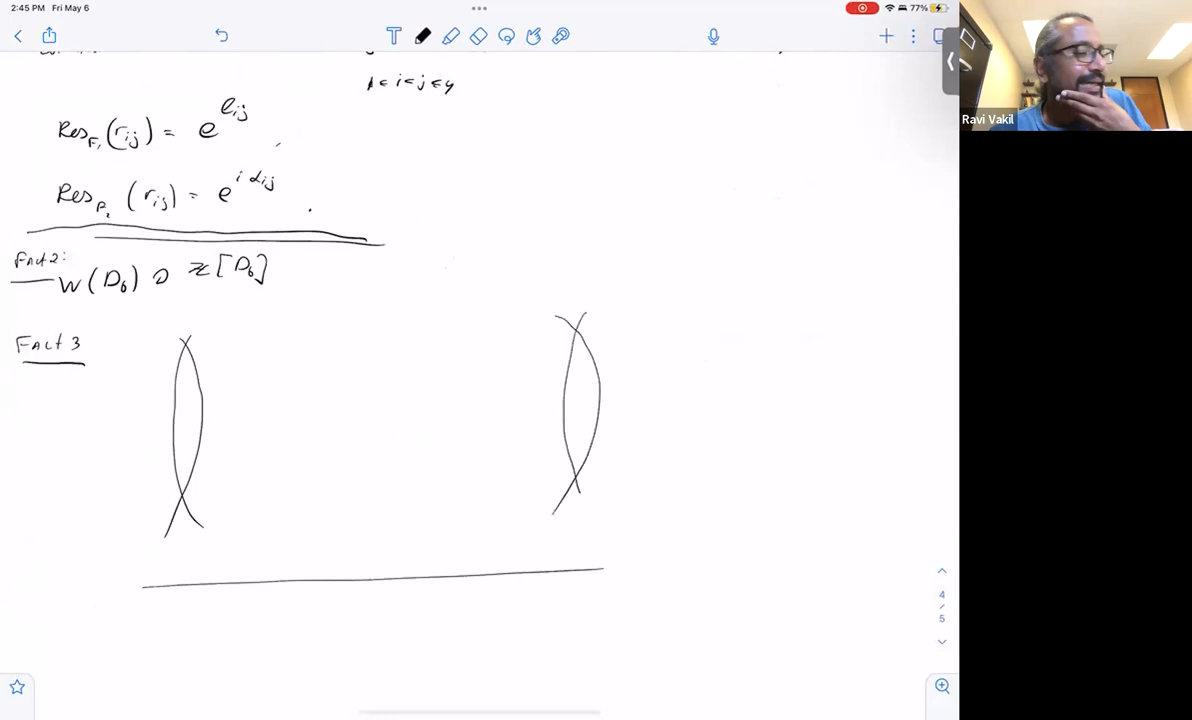 2:45 PM Fri May 6
77%
1 ≤ i < j ≤ 4
Res_{F_1}(r_{ij}) = e^{l_{ij}}
Res_{F_2}(r_{ij}) = e^{i α_{ij}}.
Fact 2:
W(D_6) ↻ Z[D_6]
Fact 3
4
/
5
Ravi Vakil